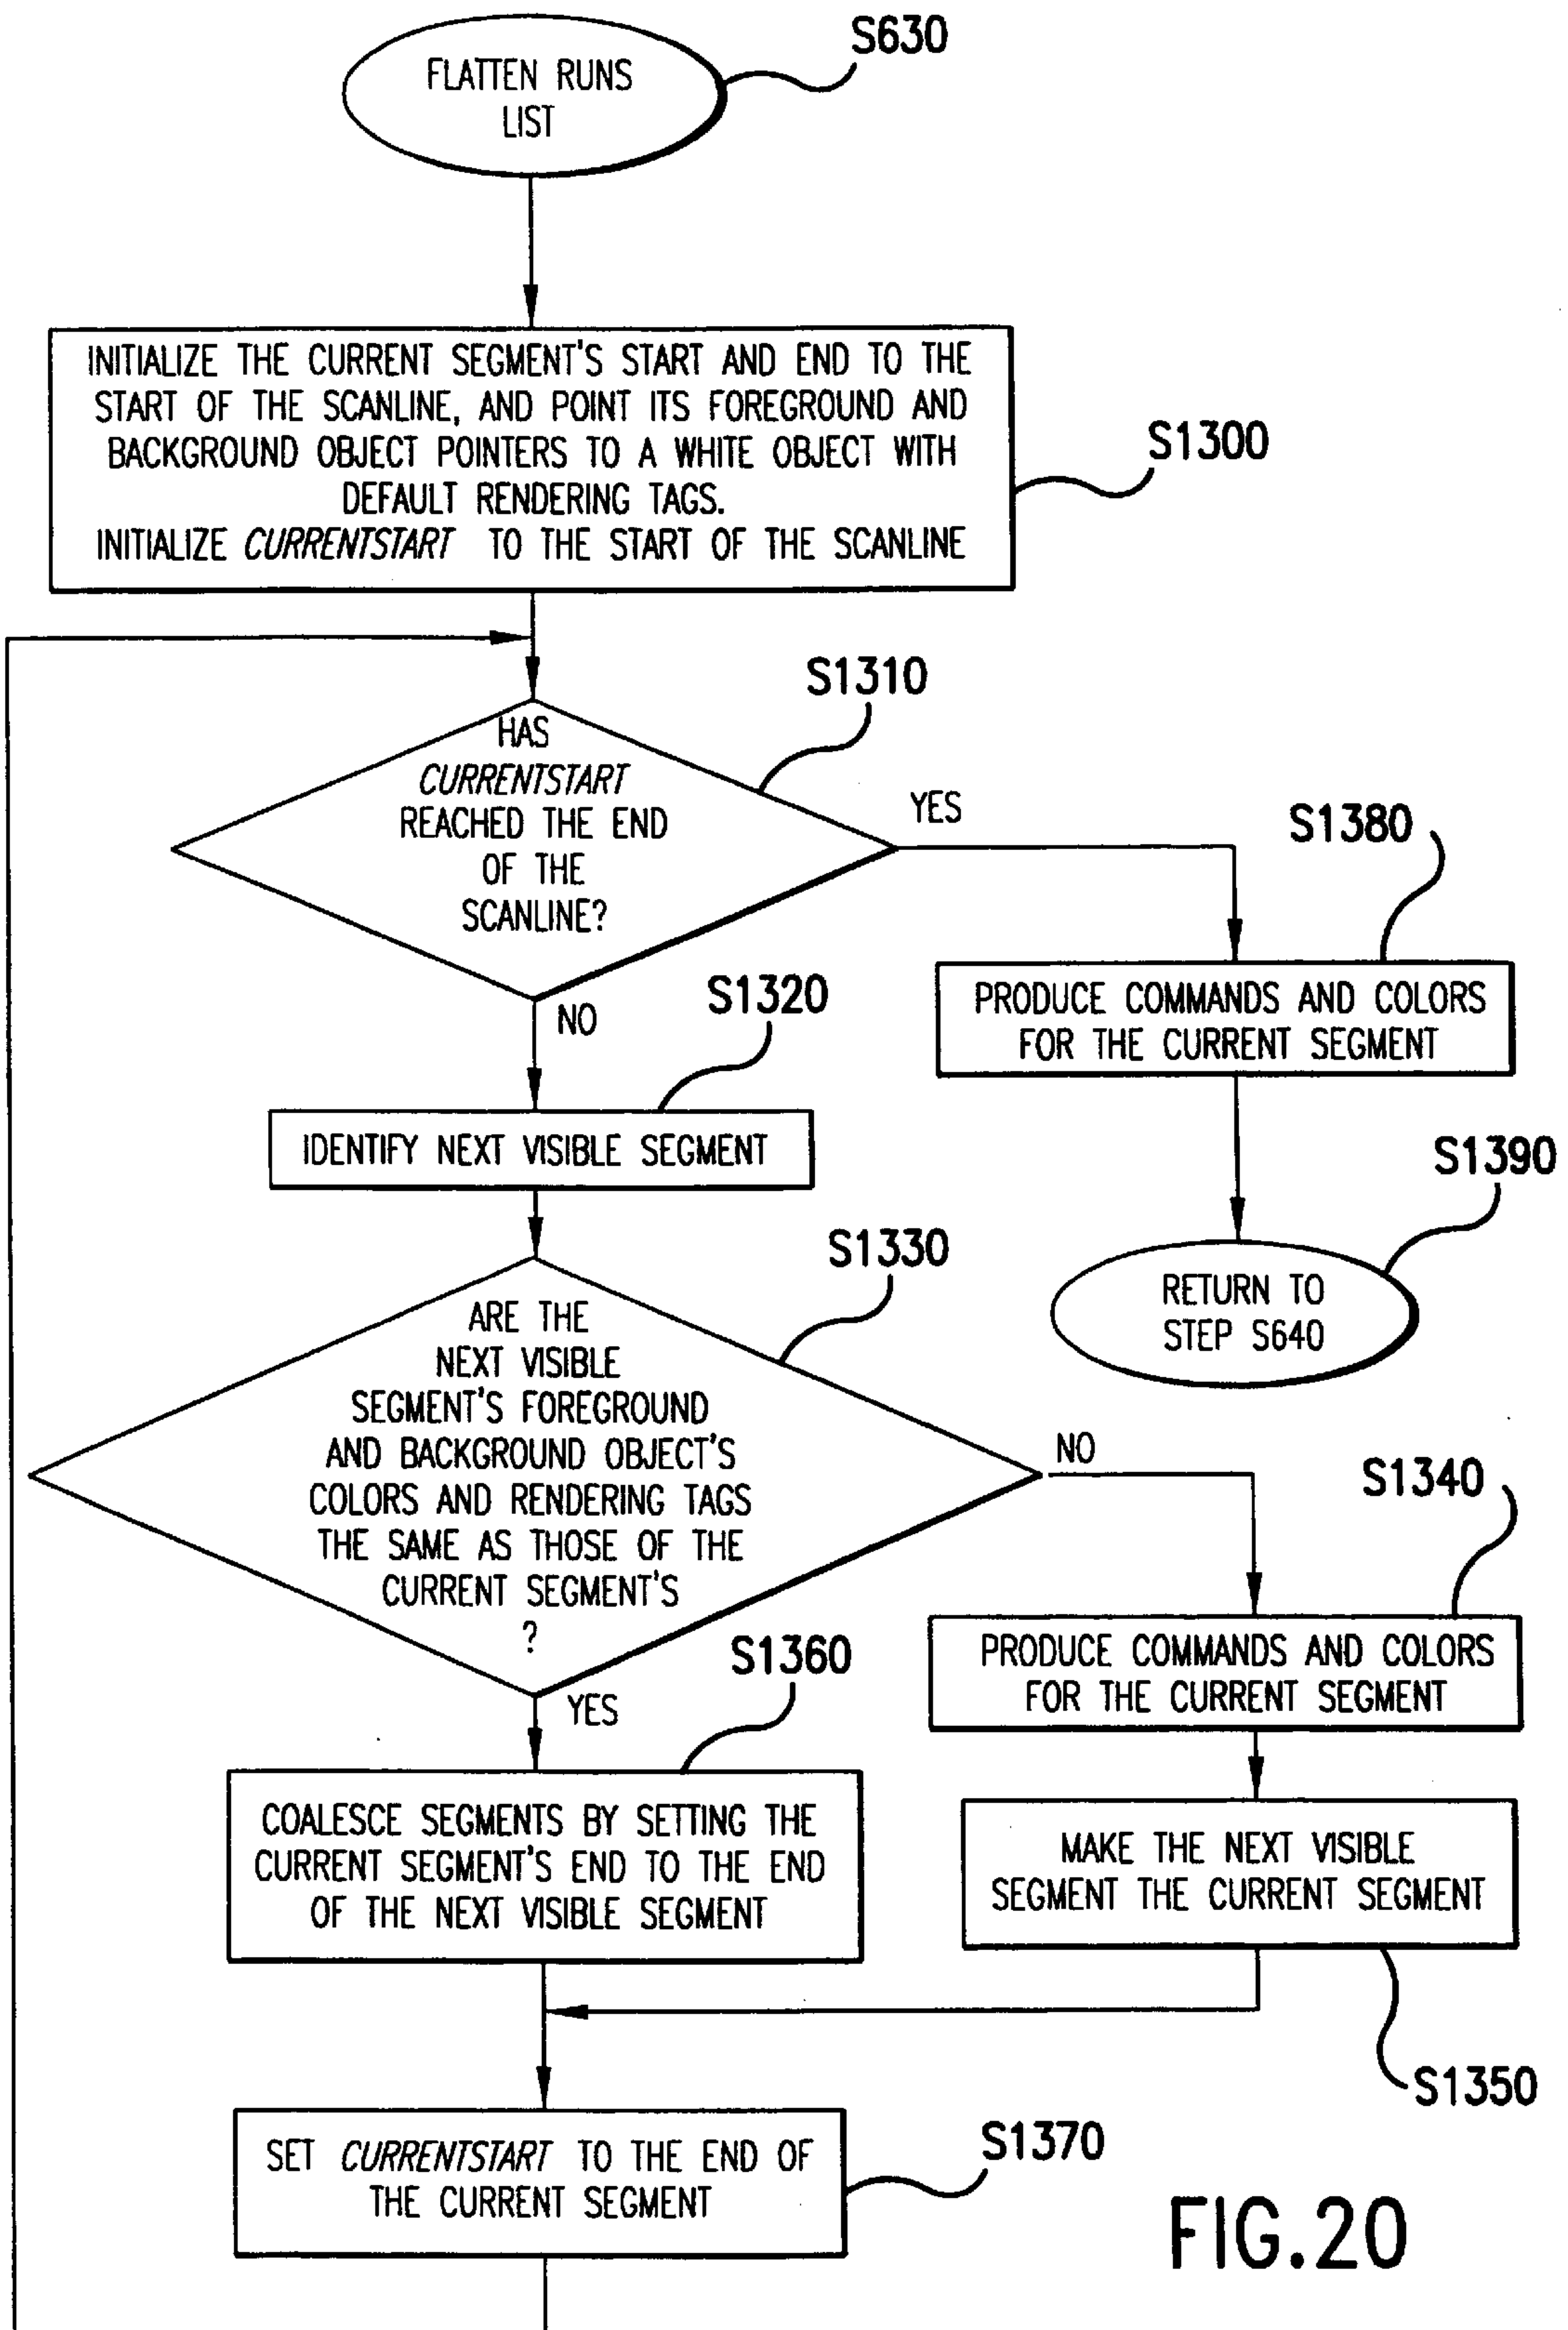 S630
FLATTEN RUNS
LIST
INITIALIZE THE CURRENT SEGMENT'S START AND END TO THE
START OF THE SCANLINE, AND POINT ITS FOREGROUND AND
BACKGROUND OBJECT POINTERS TO A WHITE OBJECT WITH
DEFAULT RENDERING TAGS.
INITIALIZE CURRENTSTART TO THE START OF THE SCANLINE
S1300
S1310
HAS
CURRENTSTART
REACHED THE END
OF THE
SCANLINE?
YES
NO
S1380
PRODUCE COMMANDS AND COLORS
FOR THE CURRENT SEGMENT
S1320
IDENTIFY NEXT VISIBLE SEGMENT
S1390
RETURN TO
STEP S640
S1330
ARE THE
NEXT VISIBLE
SEGMENT'S FOREGROUND
AND BACKGROUND OBJECT'S
COLORS AND RENDERING TAGS
THE SAME AS THOSE OF THE
CURRENT SEGMENT'S
?
NO
YES
S1340
PRODUCE COMMANDS AND COLORS
FOR THE CURRENT SEGMENT
S1360
COALESCE SEGMENTS BY SETTING THE
CURRENT SEGMENT'S END TO THE END
OF THE NEXT VISIBLE SEGMENT
MAKE THE NEXT VISIBLE
SEGMENT THE CURRENT SEGMENT
S1350
SET CURRENTSTART TO THE END OF
THE CURRENT SEGMENT
S1370
FIG.20